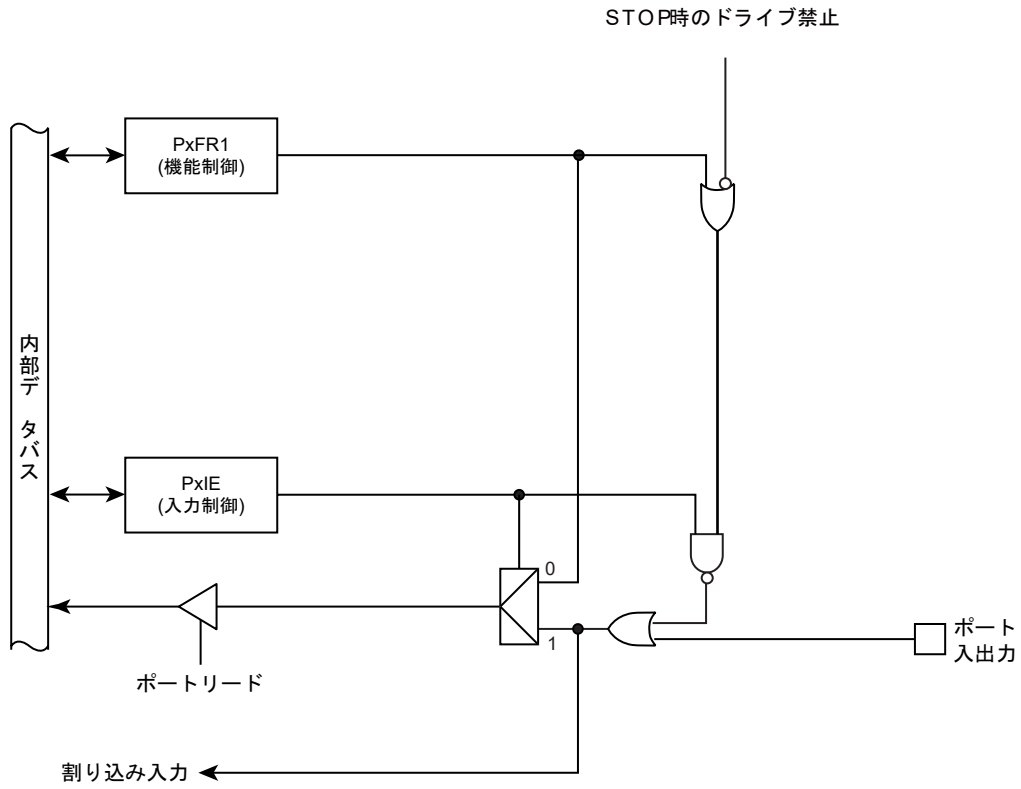 STOP時のドライブ禁止
PxFR1
(機能制御)
内部デ タバス
PxIE
(入力制御)
0
1
ポート
入出力
ポートリード
割り込み入力